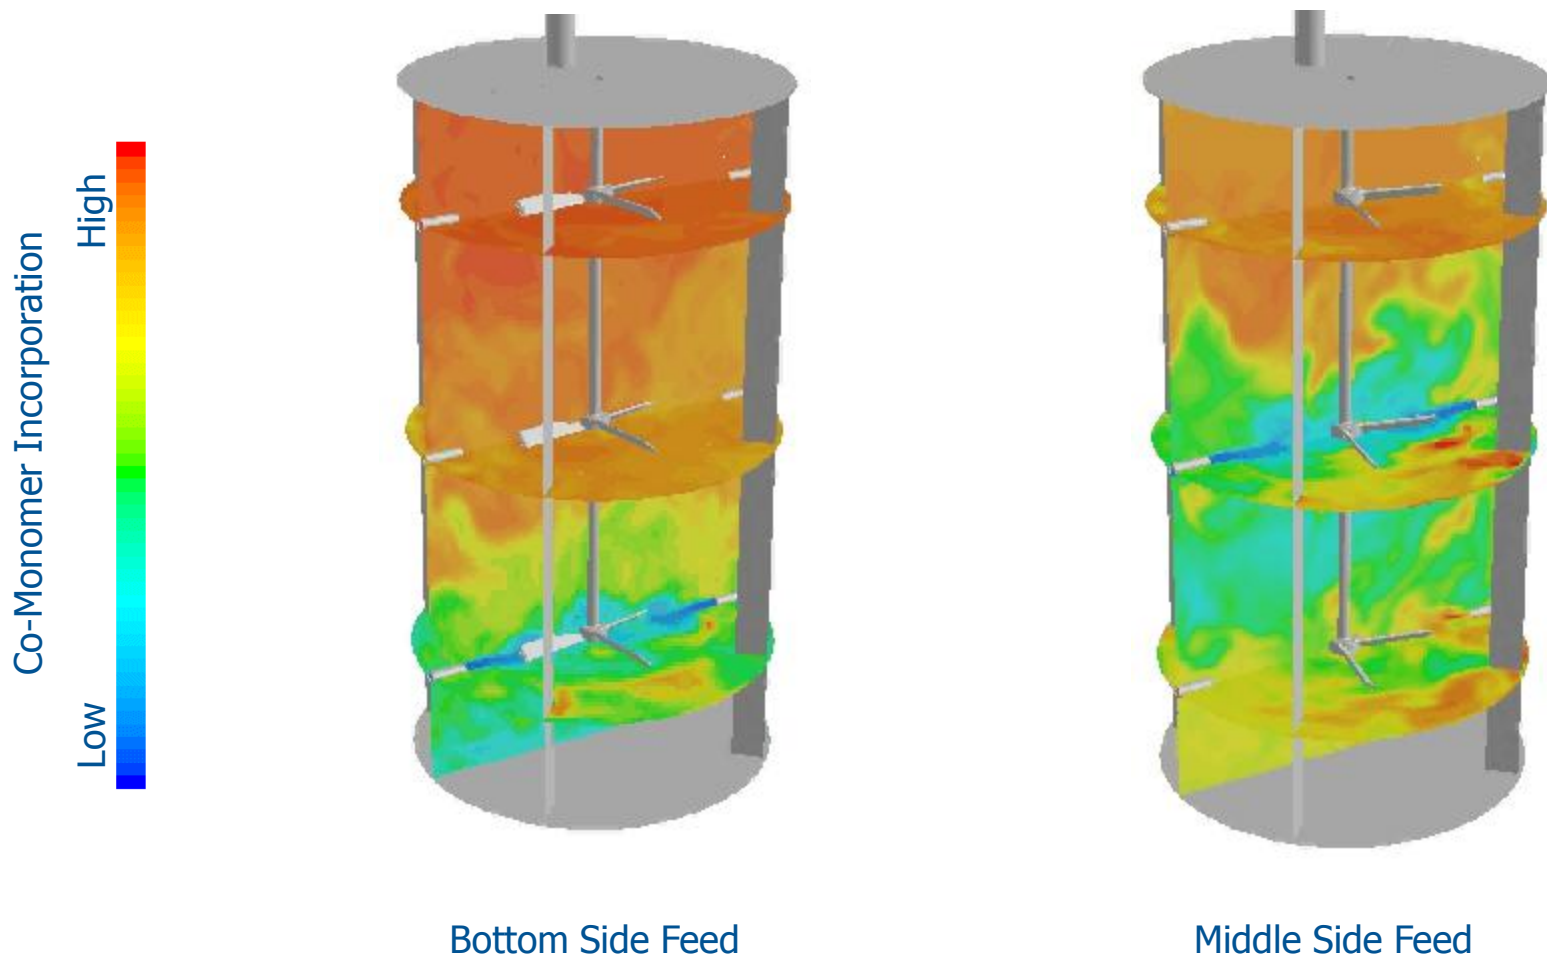 Co-Monomer Incorporation
High
Low
Bottom Side Feed
Middle Side Feed